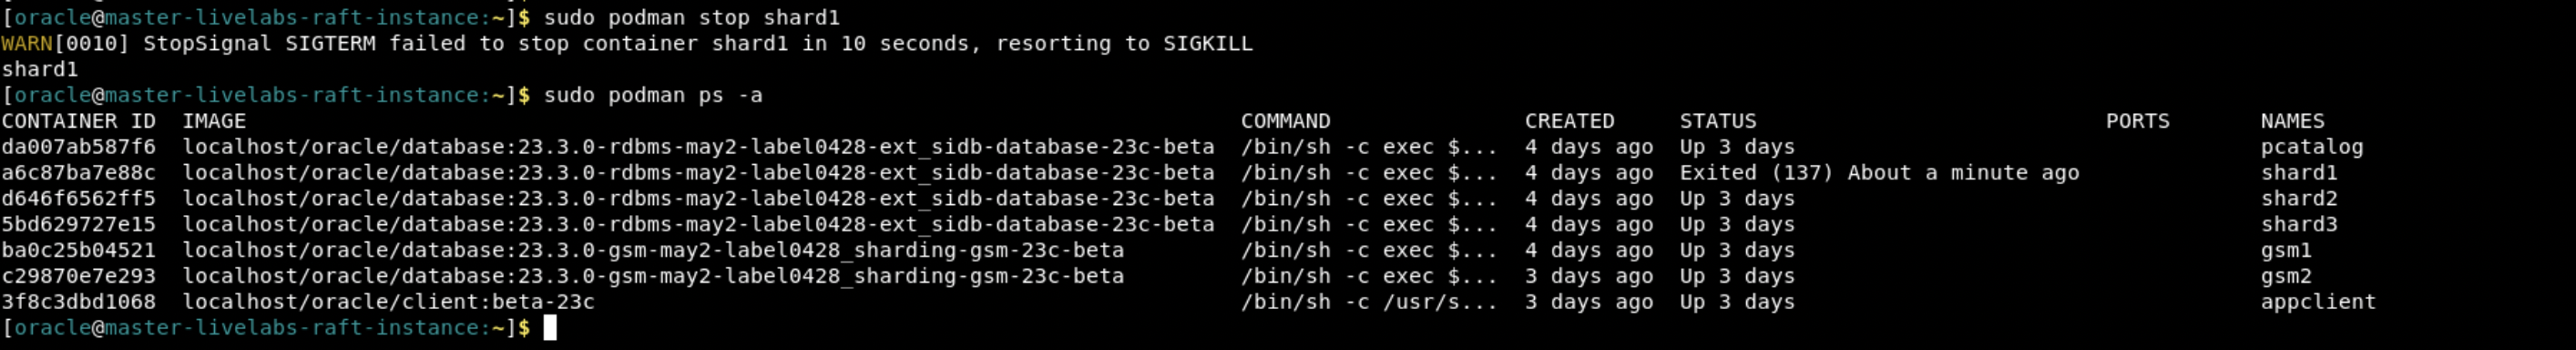 [oracle@master-livelabs-raft-instance:~]$ sudo podman stop shard1
WARN[0010] StopSignal SIGTERM failed to stop container shard1 in 10 seconds, resorting to SIGKILL
shard1
[oracle@master-livelabs-raft-instance:~]$ sudo podman ps -a
CONTAINER ID  IMAGE                                                                             COMMAND               CREATED     STATUS                           PORTS       NAMES
da007ab587f6  localhost/oracle/database:23.3.0-rdbms-may2-label0428-ext_sidb-database-23c-beta  /bin/sh -c exec $...  4 days ago  Up 3 days                                    pcatalog
a6c87ba7e88c  localhost/oracle/database:23.3.0-rdbms-may2-label0428-ext_sidb-database-23c-beta  /bin/sh -c exec $...  4 days ago  Exited (137) About a minute ago              shard1
d646f6562ff5  localhost/oracle/database:23.3.0-rdbms-may2-label0428-ext_sidb-database-23c-beta  /bin/sh -c exec $...  4 days ago  Up 3 days                                    shard2
5bd629727e15  localhost/oracle/database:23.3.0-rdbms-may2-label0428-ext_sidb-database-23c-beta  /bin/sh -c exec $...  4 days ago  Up 3 days                                    shard3
ba0c25b04521  localhost/oracle/database:23.3.0-gsm-may2-label0428_sharding-gsm-23c-beta         /bin/sh -c exec $...  4 days ago  Up 3 days                                    gsm1
c29870e7e293  localhost/oracle/database:23.3.0-gsm-may2-label0428_sharding-gsm-23c-beta         /bin/sh -c exec $...  3 days ago  Up 3 days                                    gsm2
3f8c3dbd1068  localhost/oracle/client:beta-23c                                                  /bin/sh -c /usr/s...  3 days ago  Up 3 days                                    appclient
[oracle@master-livelabs-raft-instance:~]$